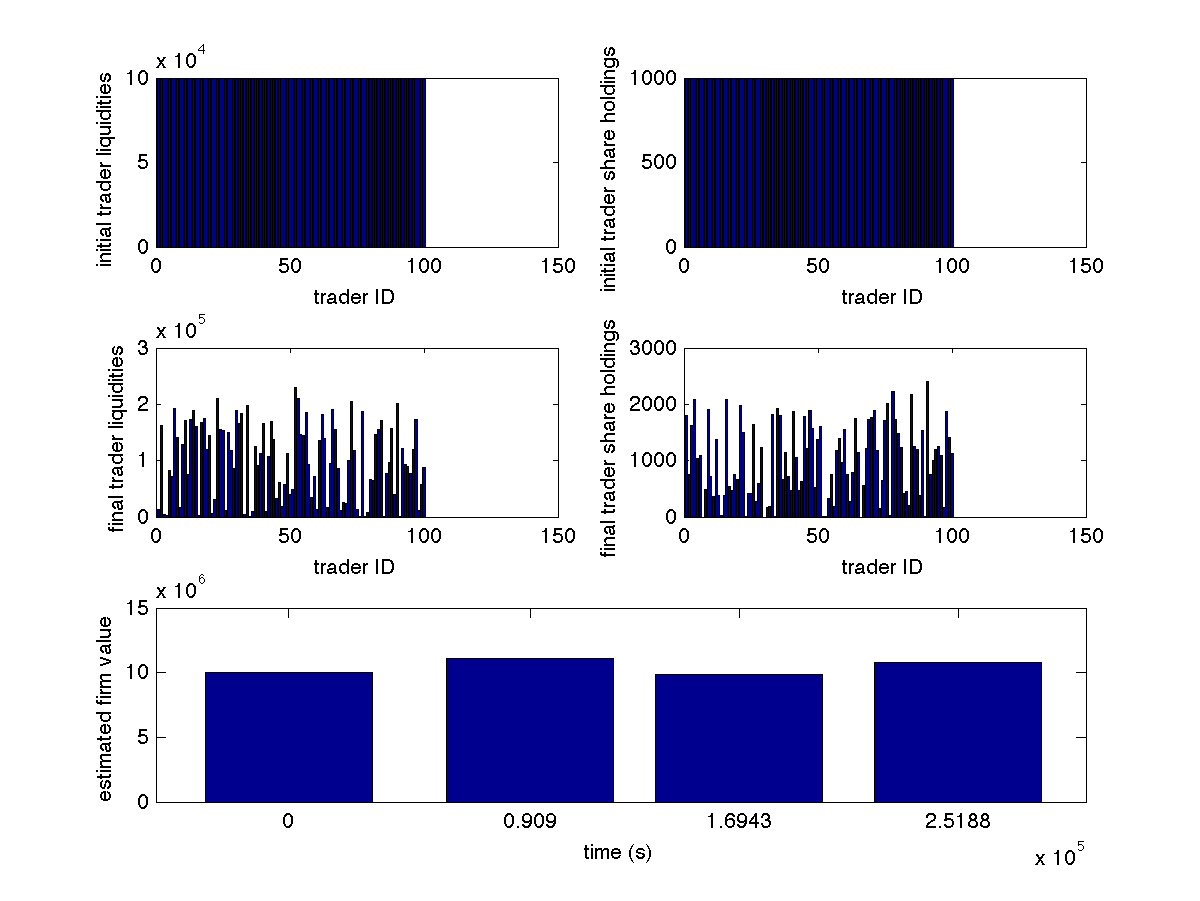 x 10^4
10
5
0
initial trader liquidities
0 50 100 150
trader ID
1000
500
0
initial trader share holdings
0 50 100 150
trader ID
x 10^5
3
2
1
0
final trader liquidities
0 50 100 150
trader ID
3000
2000
1000
0
final trader share holdings
0 50 100 150
trader ID
x 10^6
15
10
5
0
estimated firm value
0 0.909 1.6943 2.5188
time (s)
x 10^5